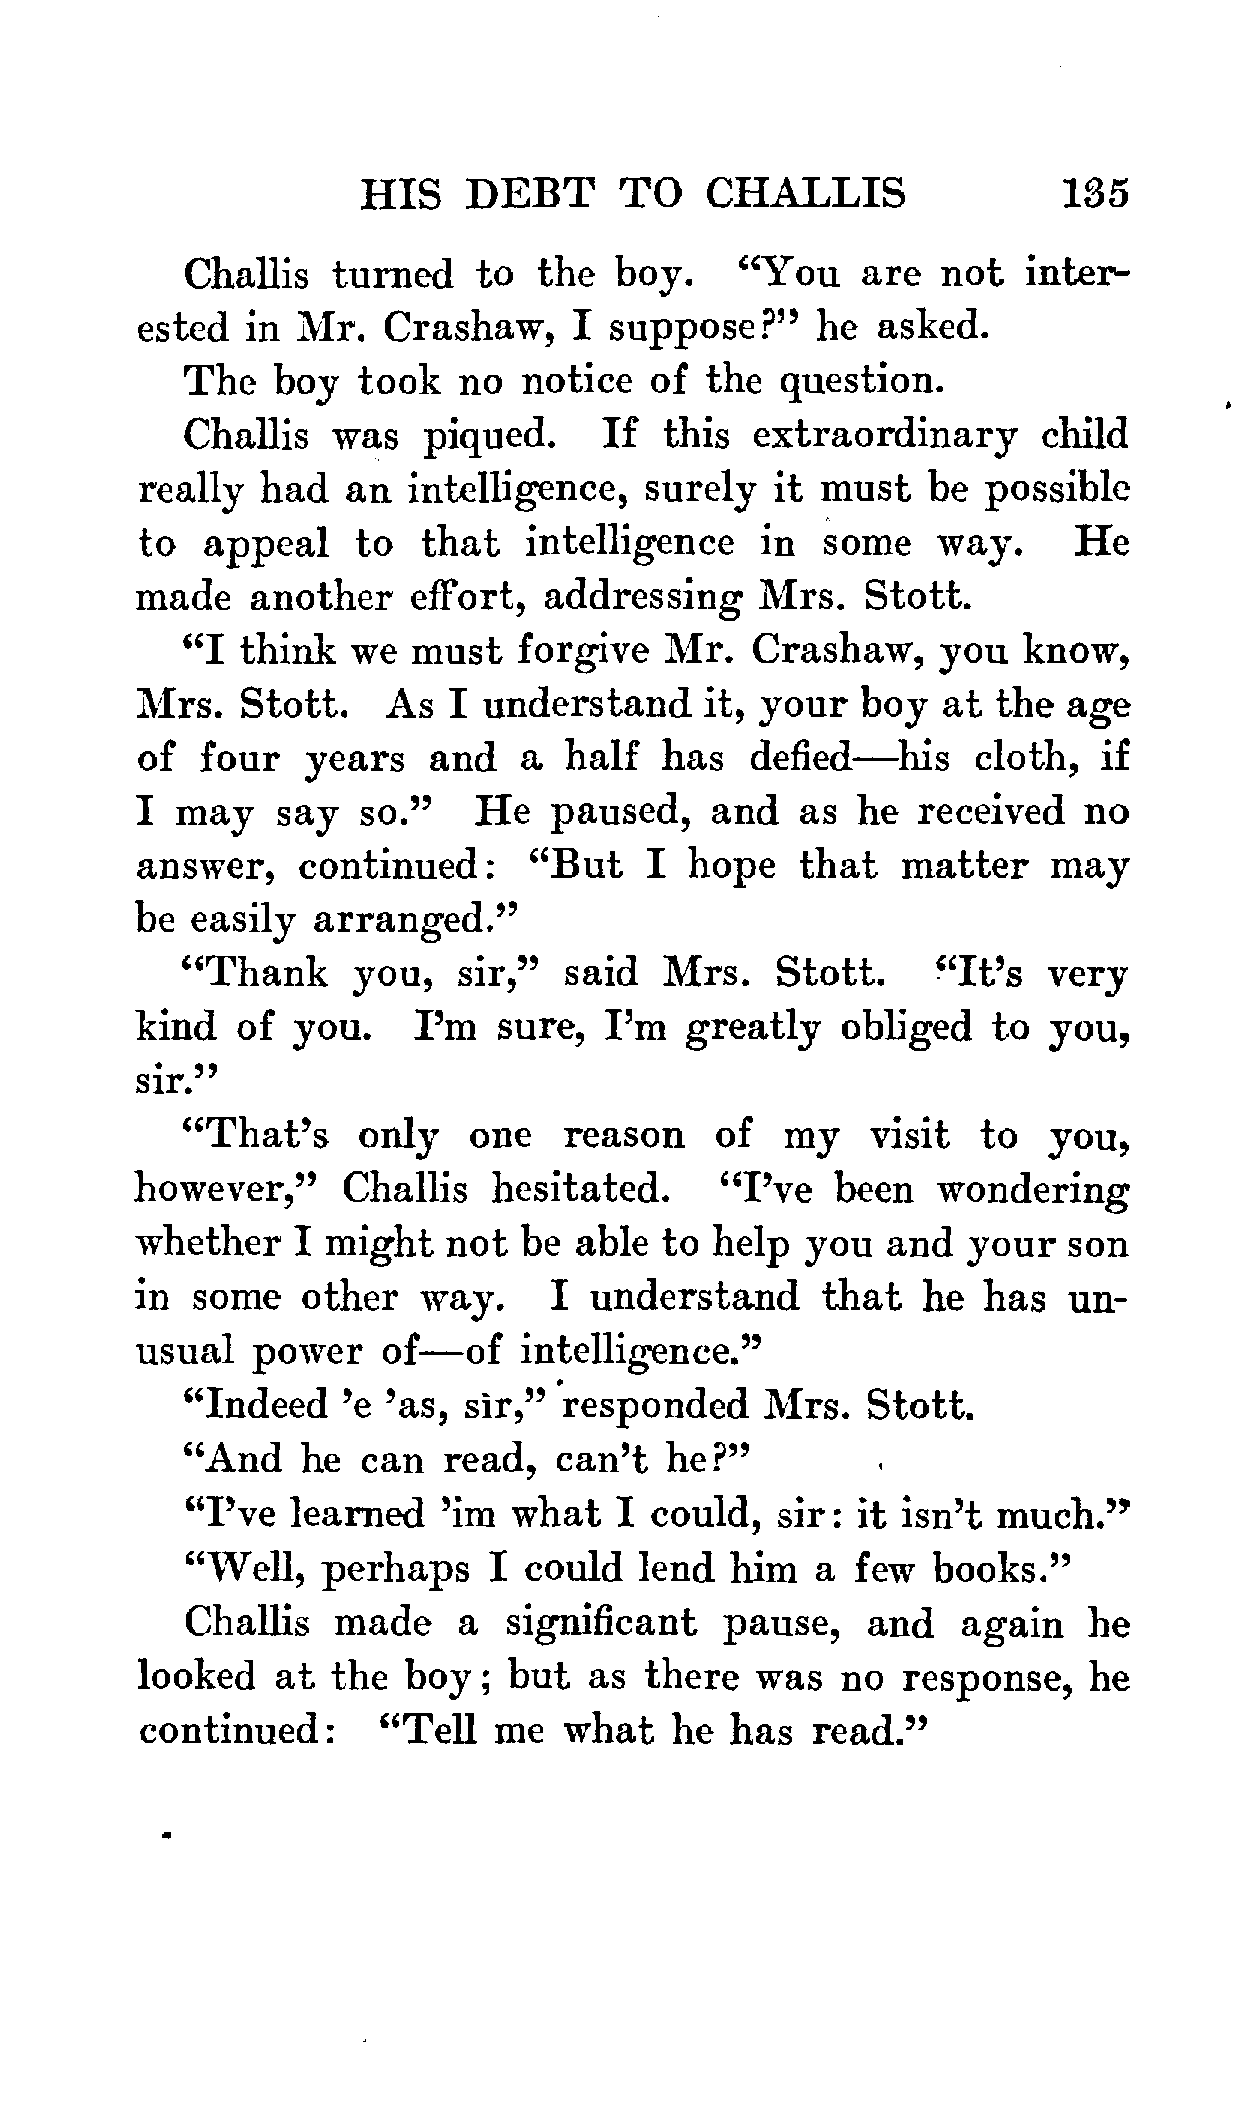 HIS DEBT TO CHALLIS 135
Challis turned to the boy. “You are not inter-
ested in Mr. Crashaw, I suppose?” he asked.
The boy took no notice of the question.
Challis was piqued. If this extraordinary child
really had an intelligence, surely it must be possible
to appeal to that intelligence in some way. He
made another effort, addressing Mrs. Stott.
“I think we must forgive Mr. Crashaw, you know,
Mrs. Stott. As I understand it, your boy at the age
of four years and a half has defied—his cloth, if
I may say so.” He paused, and as he received no
answer, continued: “But I hope that matter may
be easily arranged.”
“Thank you, sir,” said Mrs. Stott. “It’s very
kind of you. I’m sure, I’m greatly obliged to you,
sir.”
“That’s only one reason of my visit to you,
however,” Challis hesitated. “I’ve been wondering
whether I might not be able to help you and your son
in some other way. I understand that he has un-
usual power of—of intelligence.”
“Indeed ’e ’as, sir,” responded Mrs. Stott.
“And he can read, can’t he?”
“I’ve learned ’im what I could, sir: it isn’t much.”
“Well, perhaps I could lend him a few books.”
Challis made a significant pause, and again he
looked at the boy; but as there was no response, he
continued: “Tell me what he has read.”